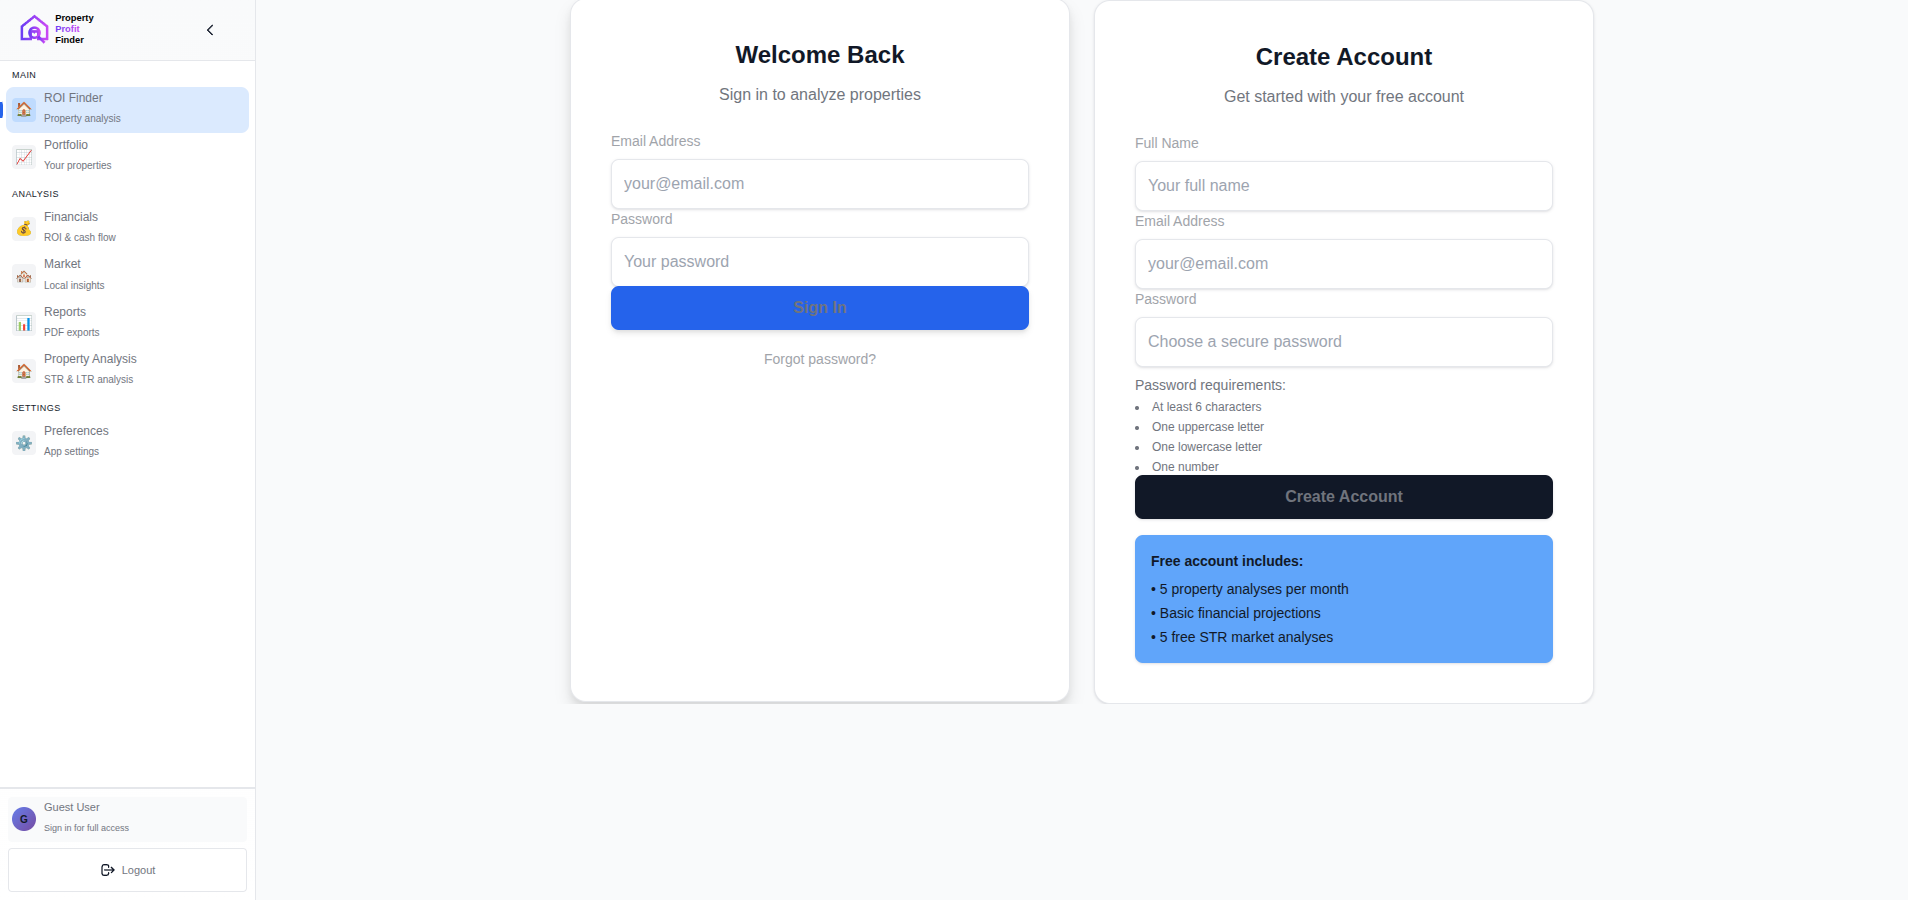 Property
Profit
Finder
MAIN
ROI Finder
Property analysis
Portfolio
Your properties
ANALYSIS
Financials
ROI & cash flow
Market
Local insights
Reports
PDF exports
Property Analysis
STR & LTR analysis
SETTINGS
Preferences
App settings
G
Guest User
Sign in for full access
Logout
Welcome Back
Sign in to analyze properties
Email Address
your@email.com
Password
Your password
Sign In
Forgot password?
Create Account
Get started with your free account
Full Name
Your full name
Email Address
your@email.com
Password
Choose a secure password
Password requirements:
• At least 6 characters
• One uppercase letter
• One lowercase letter
• One number
Create Account
Free account includes:
• 5 property analyses per month
• Basic financial projections
• 5 free STR market analyses